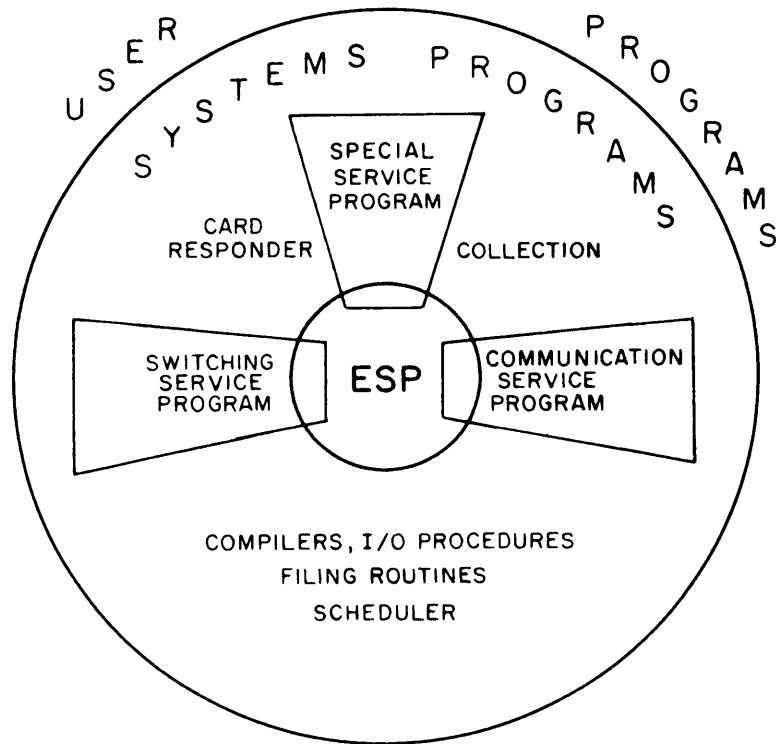 USER PROGRAMS
SYSTEMS PROGRAMS
SPECIAL
SERVICE
PROGRAM
CARD
RESPONDER
COLLECTION
SWITCHING
SERVICE
PROGRAM
ESP
COMMUNICATION
SERVICE
PROGRAM
COMPILERS, I/O PROCEDURES
FILING ROUTINES
SCHEDULER